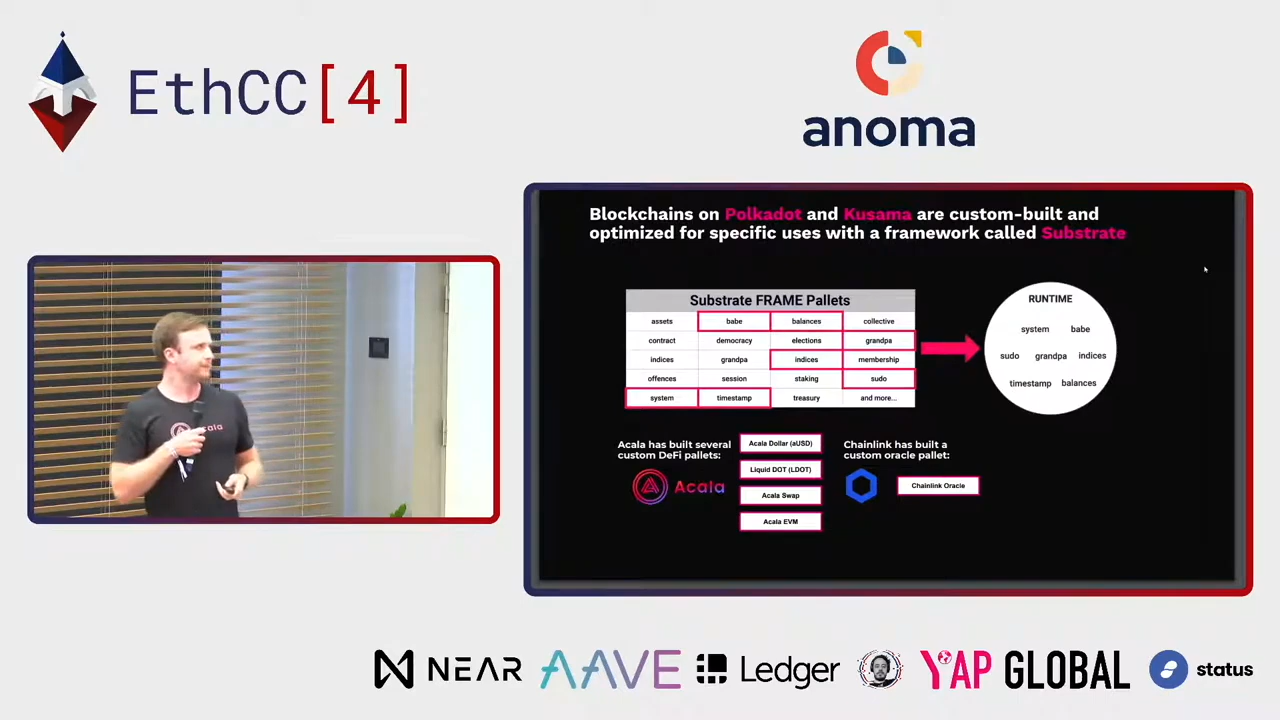 EthCC[4]
anoma
Blockchains on Polkadot and Kusama are custom-built and
optimized for specific uses with a framework called Substrate
Substrate FRAME Pallets
assets babe balances collective
contract democracy elections grandpa
indices grandpa indices membership
offences session staking sudo
system timestamp treasury and more...
RUNTIME
system babe
sudo grandpa indices
timestamp balances
Acala has built several
custom DeFi pallets:
Acala
Acala Dollar (aUSD)
Liquid DOT (LDOT)
Acala Swap
Acala EVM
Chainlink has built a
custom oracle pallet:
Chainlink Oracle
Acala
NEAR
AAVE
Ledger
YAP GLOBAL
status